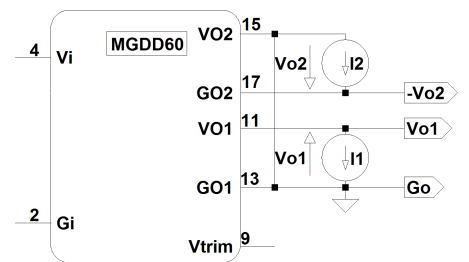 15
VO2
MGDD60
4
Vi
Vo2
I2
17
GO2
-Vo2
11
VO1
Vo1
Vo1
I1
13
GO1
Go
2
Gi
9
Vtrim